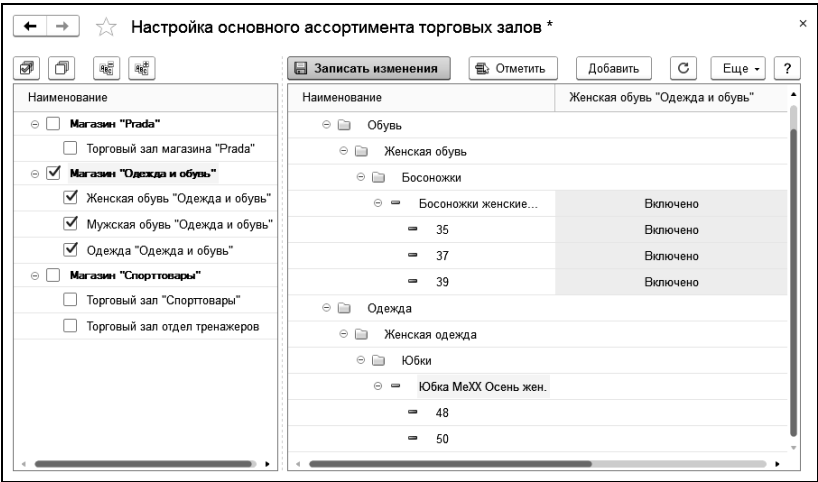 Настройка основного ассортимента торговых залов *
Записать изменения Отметить Добавить Еще ?
Наименование
Магазин "Prada"
Торговый зал магазина "Prada"
Магазин "Одежда и обувь"
Женская обувь "Одежда и обувь"
Мужская обувь "Одежда и обувь"
Одежда "Одежда и обувь"
Магазин "Спорттовары"
Торговый зал "Спорттовары"
Торговый зал отдел тренажеров
Наименование Женская обувь "Одежда и обувь"
Обувь
Женская обувь
Босоножки
Босоножки женские... Включено
35 Включено
37 Включено
39 Включено
Одежда
Женская одежда
Юбки
Юбка MeXX Осень жен.
48
50